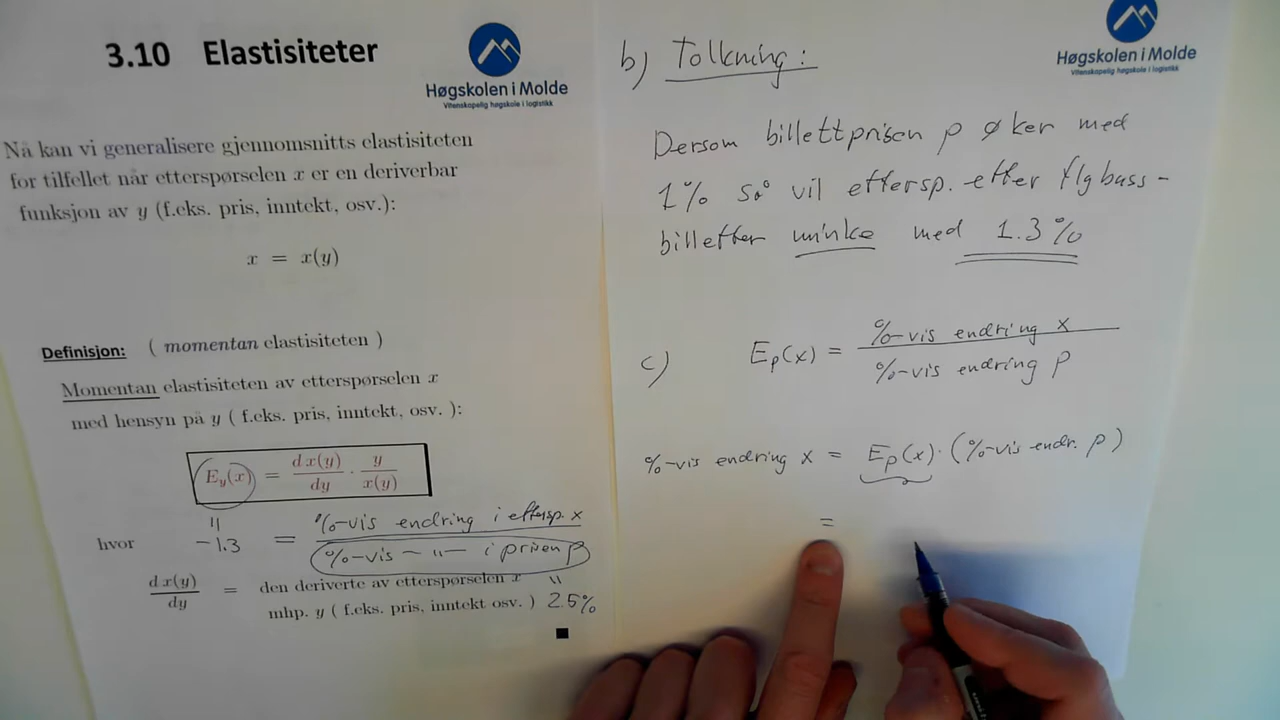 3.10 Elastisiteter
Høgskolen i Molde
Vitenskapelig høgskole i logistikk
Nå kan vi generalisere gjennomsnitts elastisiteten
for tilfellet når etterspørselen x er en deriverbar
funksjon av y (f.eks. pris, inntekt, osv.):
x = x(y)
Definisjon: ( momentan elastisiteten )
Momentan elastisiteten av etterspørselen x
med hensyn på y ( f.eks. pris, inntekt, osv. ):
E_y(x) = dx(y)/dy · y/x(y)
"
hvor -1.3 = %-vis endring i ettersp. x
%-vis — " — i prisen p
dx(y)/dy = den deriverte av etterspørselen x "
mhp. y ( f.eks. pris, inntekt osv. ) 2.5%
Høgskolen i Molde
Vitenskapelig høgskole i logistikk
b) Tolkning:
Dersom billettprisen p øker med
1% så vil ettersp. etter flybuss-
billetter minke med 1.3%
c) E_p(x) = %-vis endring x
%-vis endring p
%-vis endring x = E_p(x) · (%-vis endr. p)
=